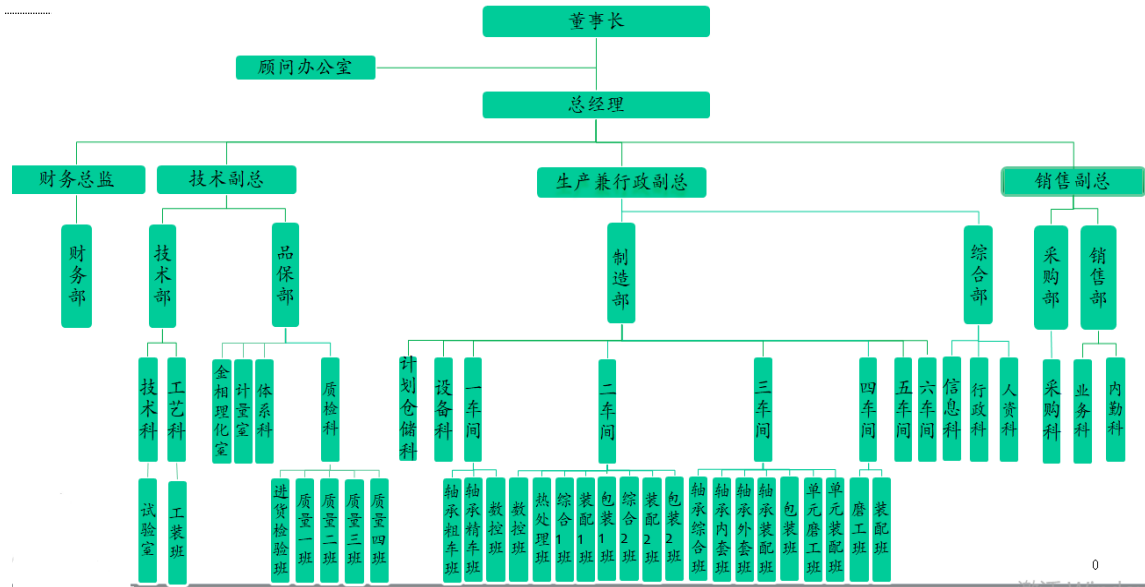 董事长
顾问办公室
总经理
财务总监
技术副总
生产兼行政副总
销售副总
财务部
技术部
品保部
制造部
综合部
采购部
销售部
技术科
工艺科
金相理化室
计量室
体系科
质检科
计划仓储科
设备科
一车间
二车间
三车间
四车间
五车间
六车间
信息科
行政科
人资科
采购科
业务科
内勤科
试验室
工装班
进货检验班
质量一班
质量二班
质量三班
质量四班
轴承粗车班
轴承精车班
数控班
数控班
热处理班
综合1班
装配1班
包装1班
综合2班
装配2班
包装2班
轴承综合班
轴承内套班
轴承外套班
轴承装配班
包装班
单元磨工班
单元装配班
磨工班
装配班
0